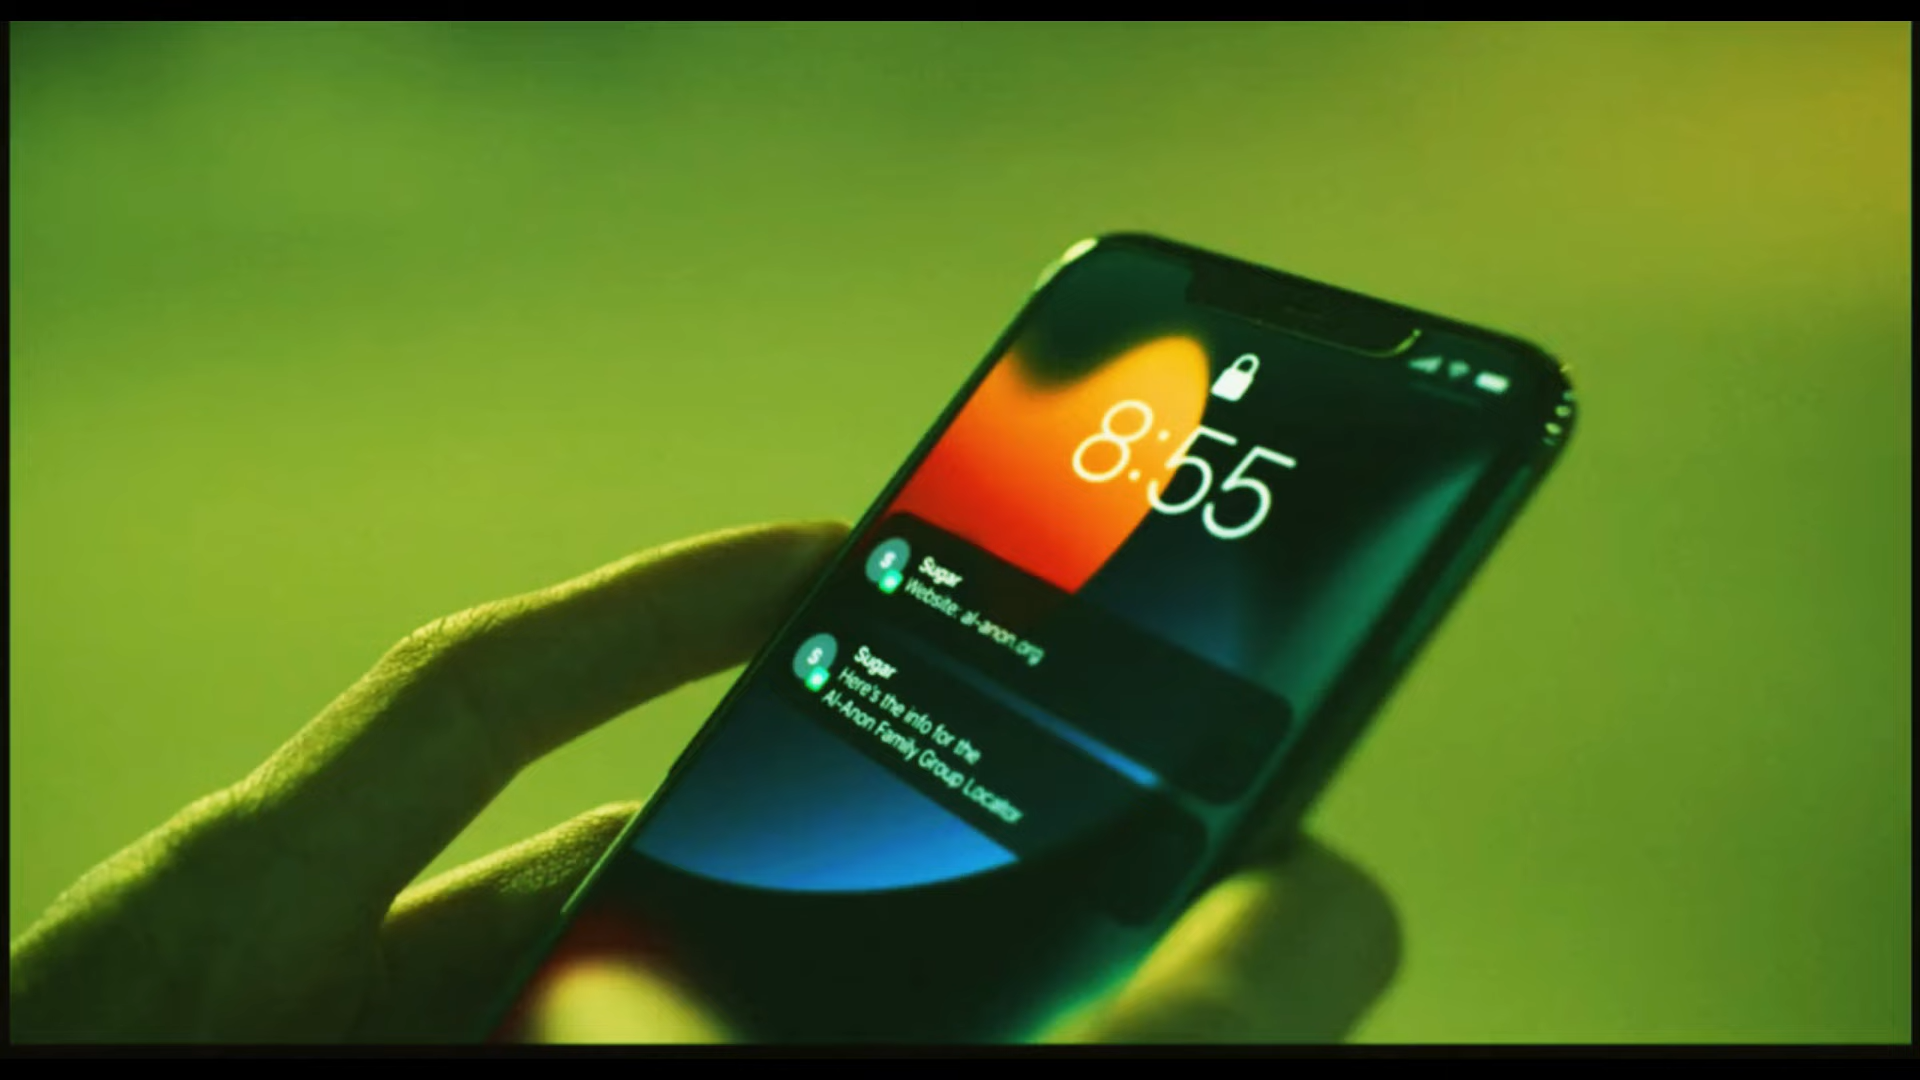 8:55
S
Sugar
Website: al-anon.org
S
Sugar
Here's the info for the
Al-Anon Family Group Locator